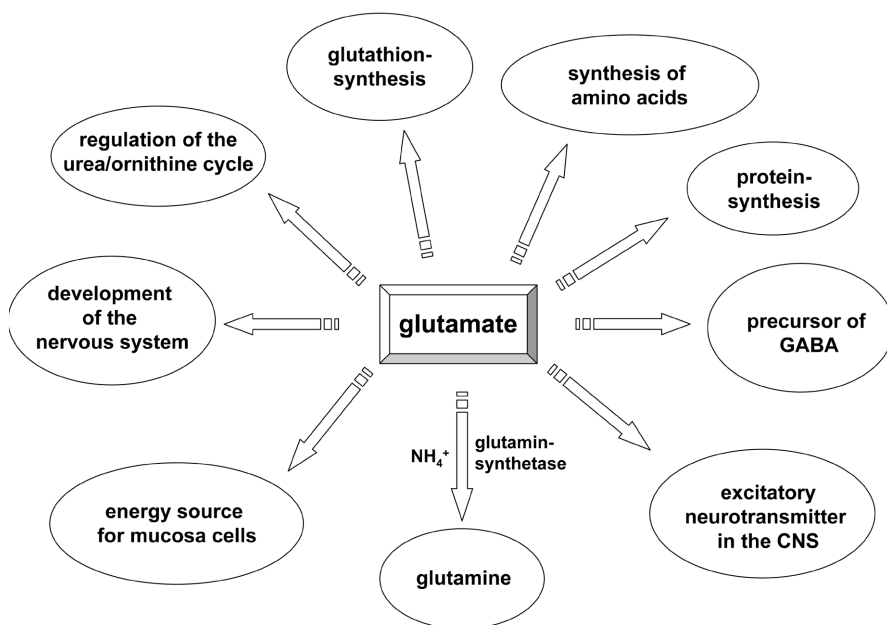 glutathion-
synthesis
synthesis of
amino acids
regulation of the
urea/ornithine cycle
protein-
synthesis
development
of the
nervous system
glutamate
precursor of
GABA
NH₄⁺
glutamin-
synthetase
energy source
for mucosa cells
excitatory
neurotransmitter
in the CNS
glutamine